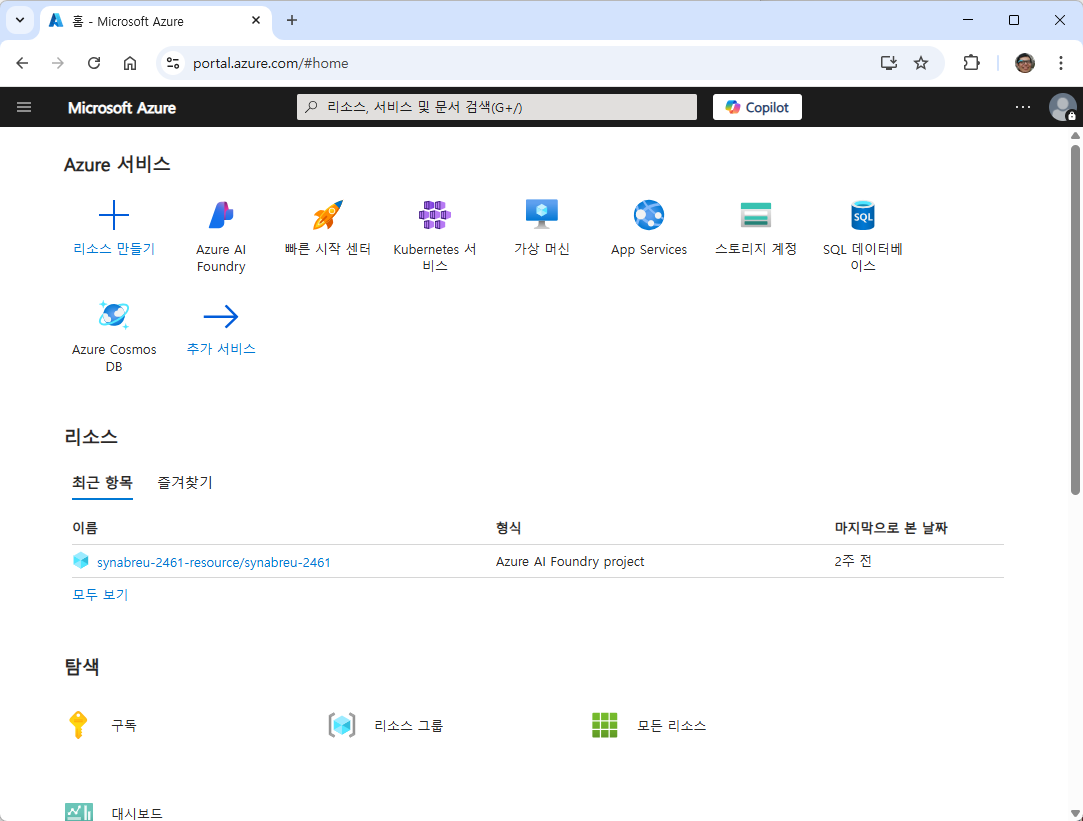 홈 - Microsoft Azure
portal.azure.com/#home
Microsoft Azure
리소스, 서비스 및 문서 검색(G+/)
Copilot
Azure 서비스
리소스 만들기
Azure AI
Foundry
빠른 시작 센터
Kubernetes 서
비스
가상 머신
App Services
스토리지 계정
SQL
SQL 데이터베
이스
Azure Cosmos
DB
추가 서비스
리소스
최근 항목
즐겨찾기
이름 형식 마지막으로 본 날짜
synabreu-2461-resource/synabreu-2461 Azure AI Foundry project 2주 전
모두 보기
탐색
구독
리소스 그룹
모든 리소스
대시보드